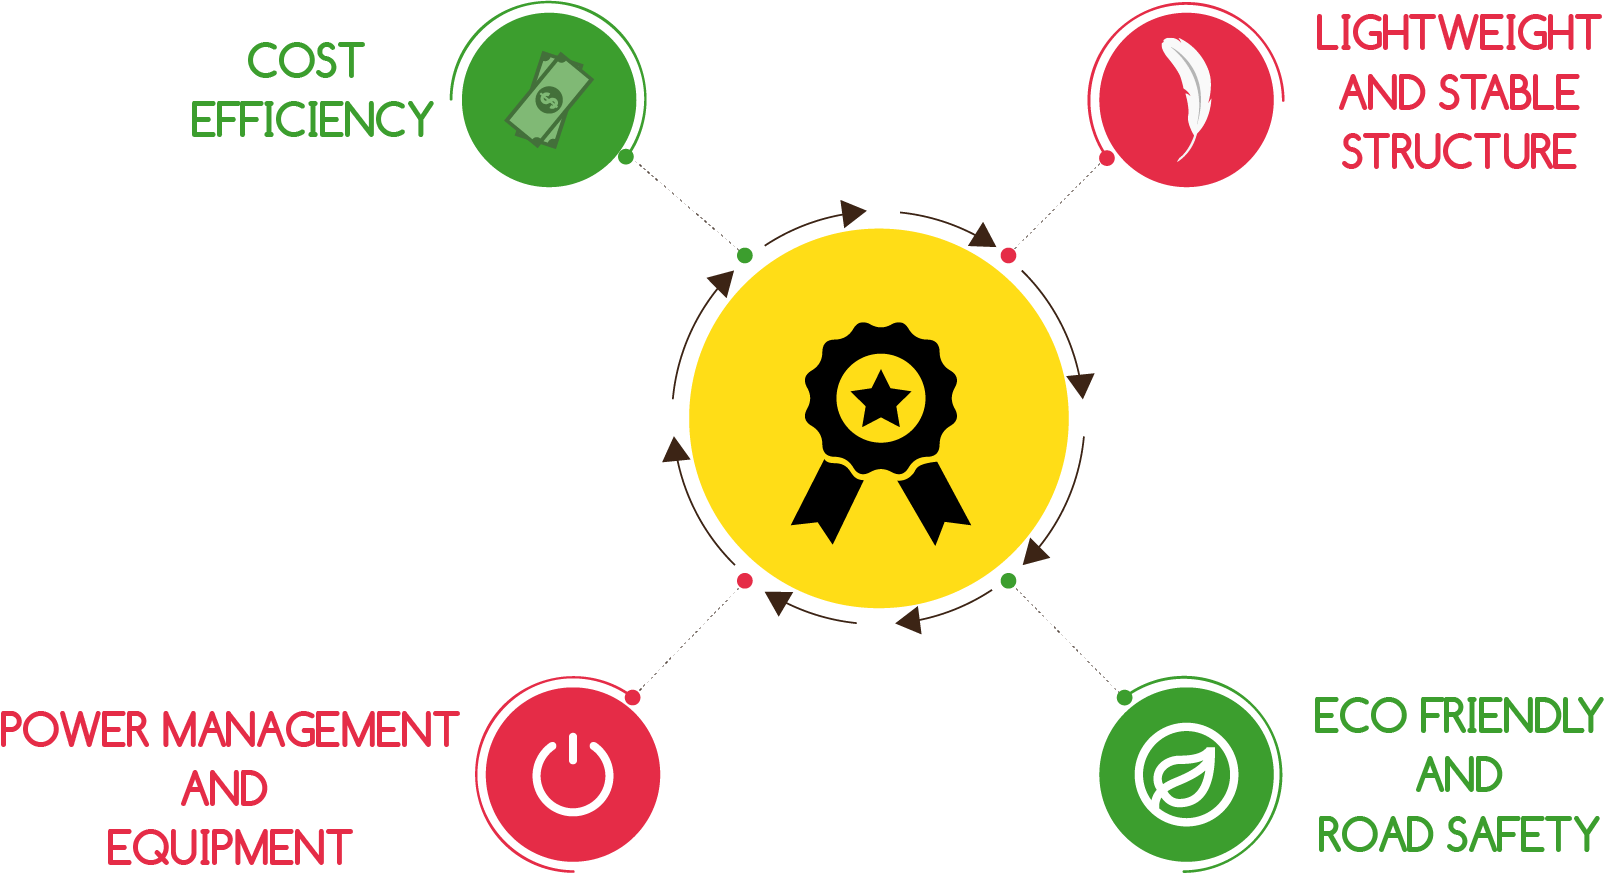 COST
EFFICIENCY
LIGHTWEIGHT
AND STABLE
STRUCTURE
POWER MANAGEMENT
AND
EQUIPMENT
ECO FRIENDLY
AND
ROAD SAFETY